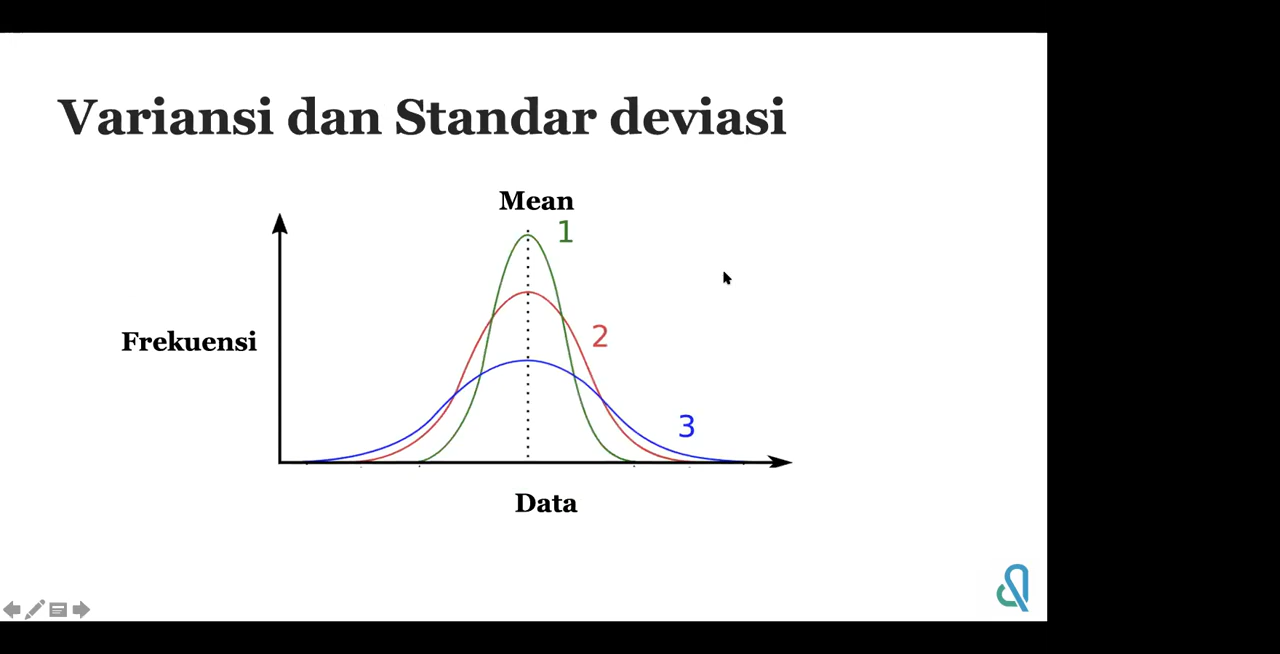 Variansi dan Standar deviasi
Mean
1
2
Frekuensi
3
Data